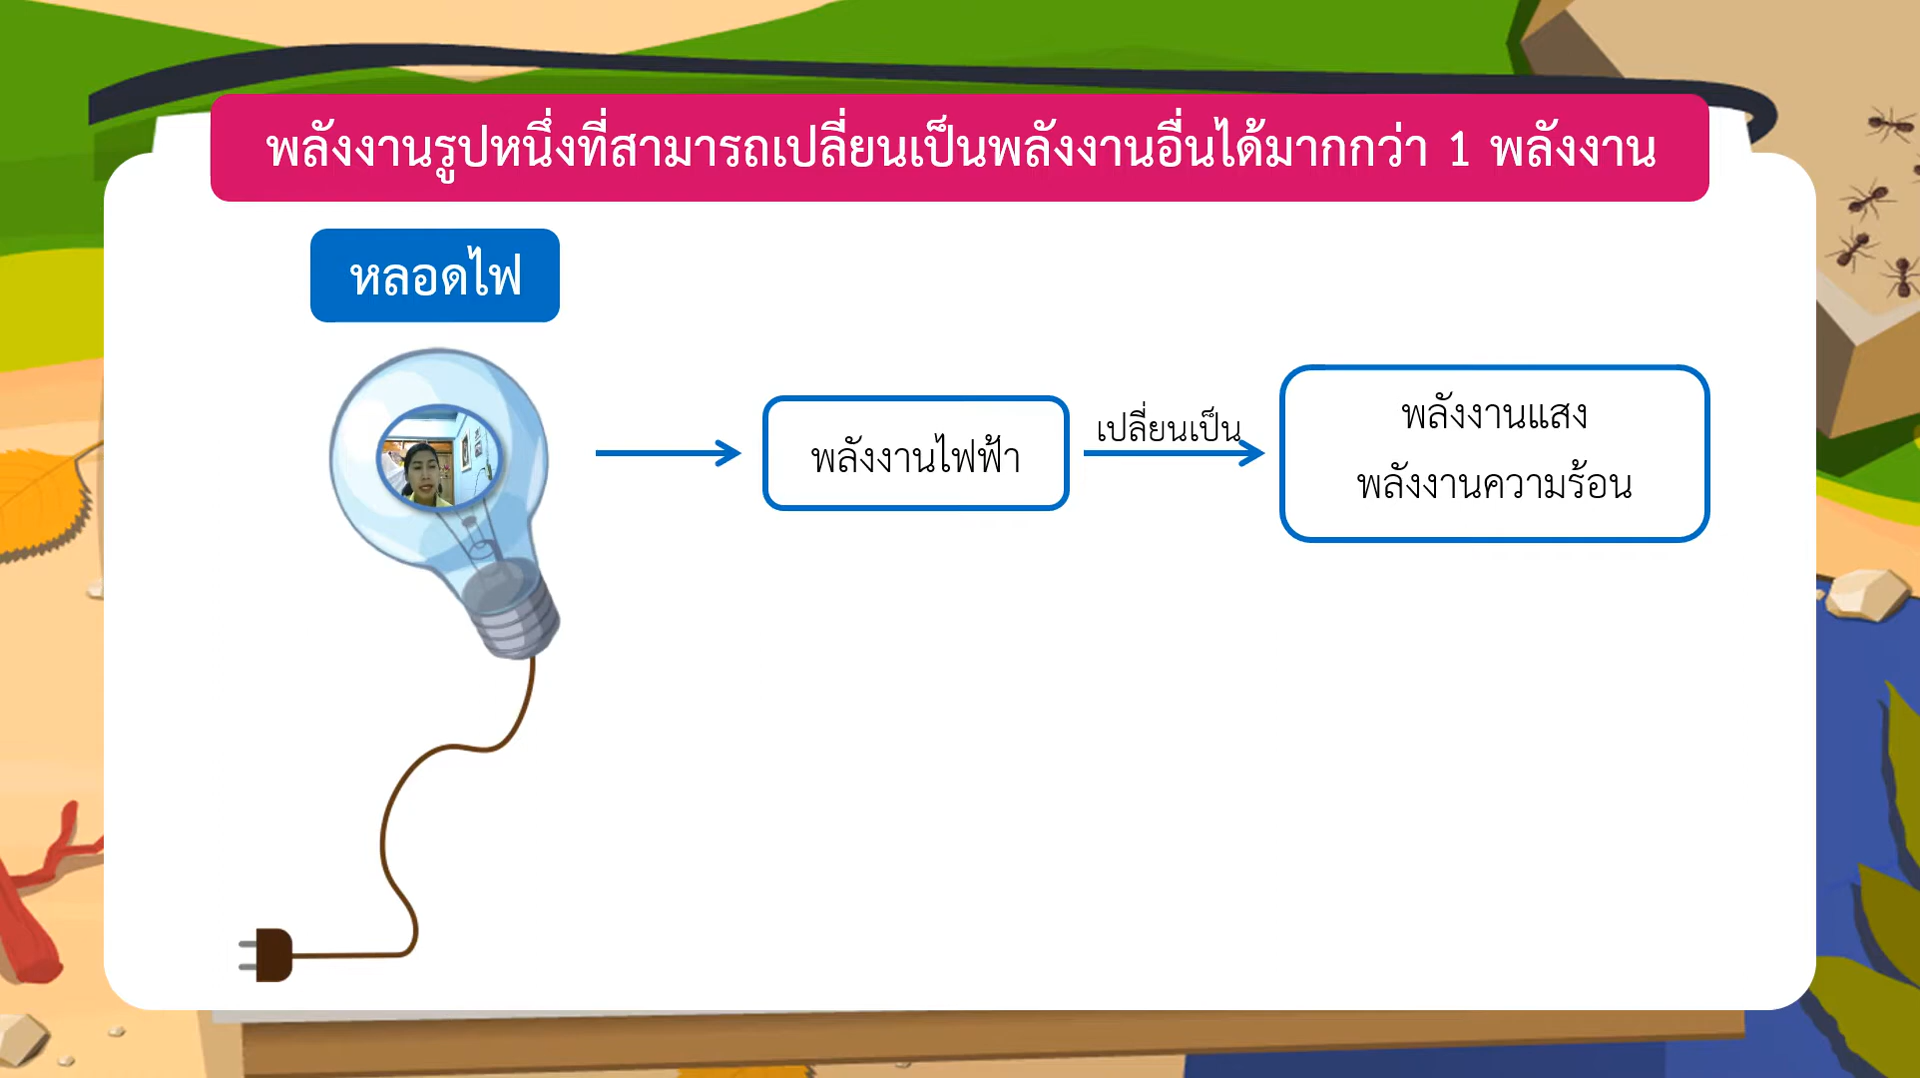 พลังงานรูปหนึ่งที่สามารถเปลี่ยนเป็นพลังงานอื่นได้มากกว่า 1 พลังงาน
หลอดไฟ
พลังงานไฟฟ้า
เปลี่ยนเป็น
พลังงานแสง
พลังงานความร้อน